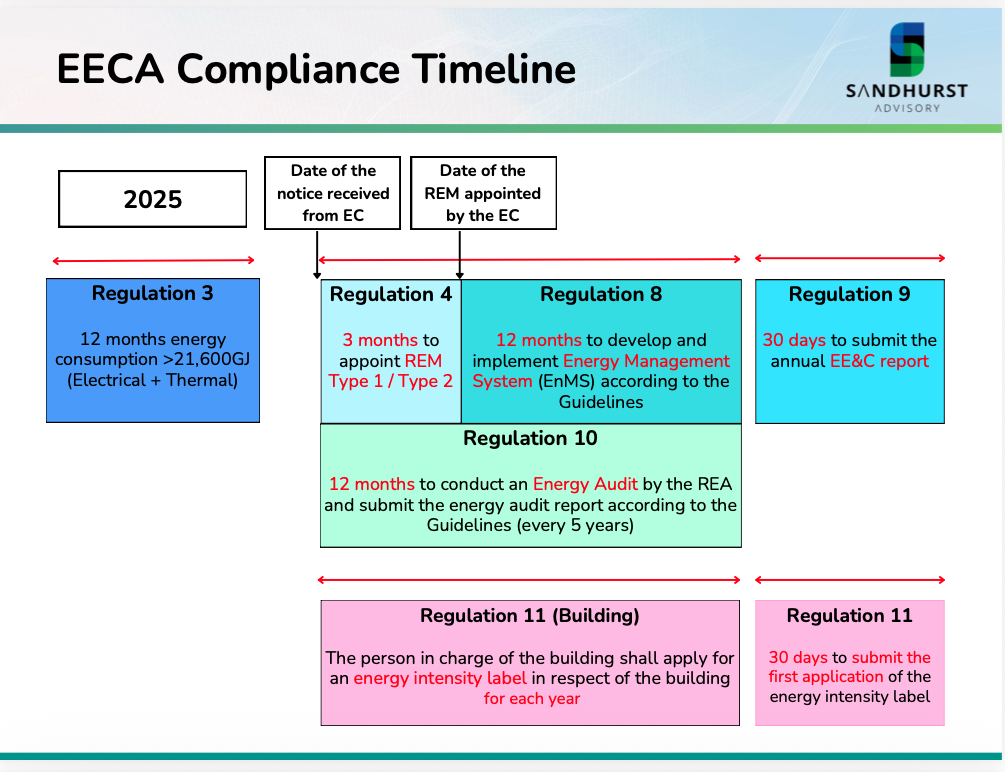 EECA Compliance Timeline
SANDHURST
ADVISORY
2025
Date of the
notice received
from EC
Date of the
REM appointed
by the EC
Regulation 3
12 months energy
consumption >21,600GJ
(Electrical + Thermal)
Regulation 4
3 months to
appoint REM
Type 1 / Type 2
Regulation 8
12 months to develop and
implement Energy Management
System (EnMS) according to the
Guidelines
Regulation 9
30 days to submit the
annual EE&C report
Regulation 10
12 months to conduct an Energy Audit by the REA
and submit the energy audit report according to the
Guidelines (every 5 years)
Regulation 11 (Building)
The person in charge of the building shall apply for
an energy intensity label in respect of the building
for each year
Regulation 11
30 days to submit the
first application of the
energy intensity label